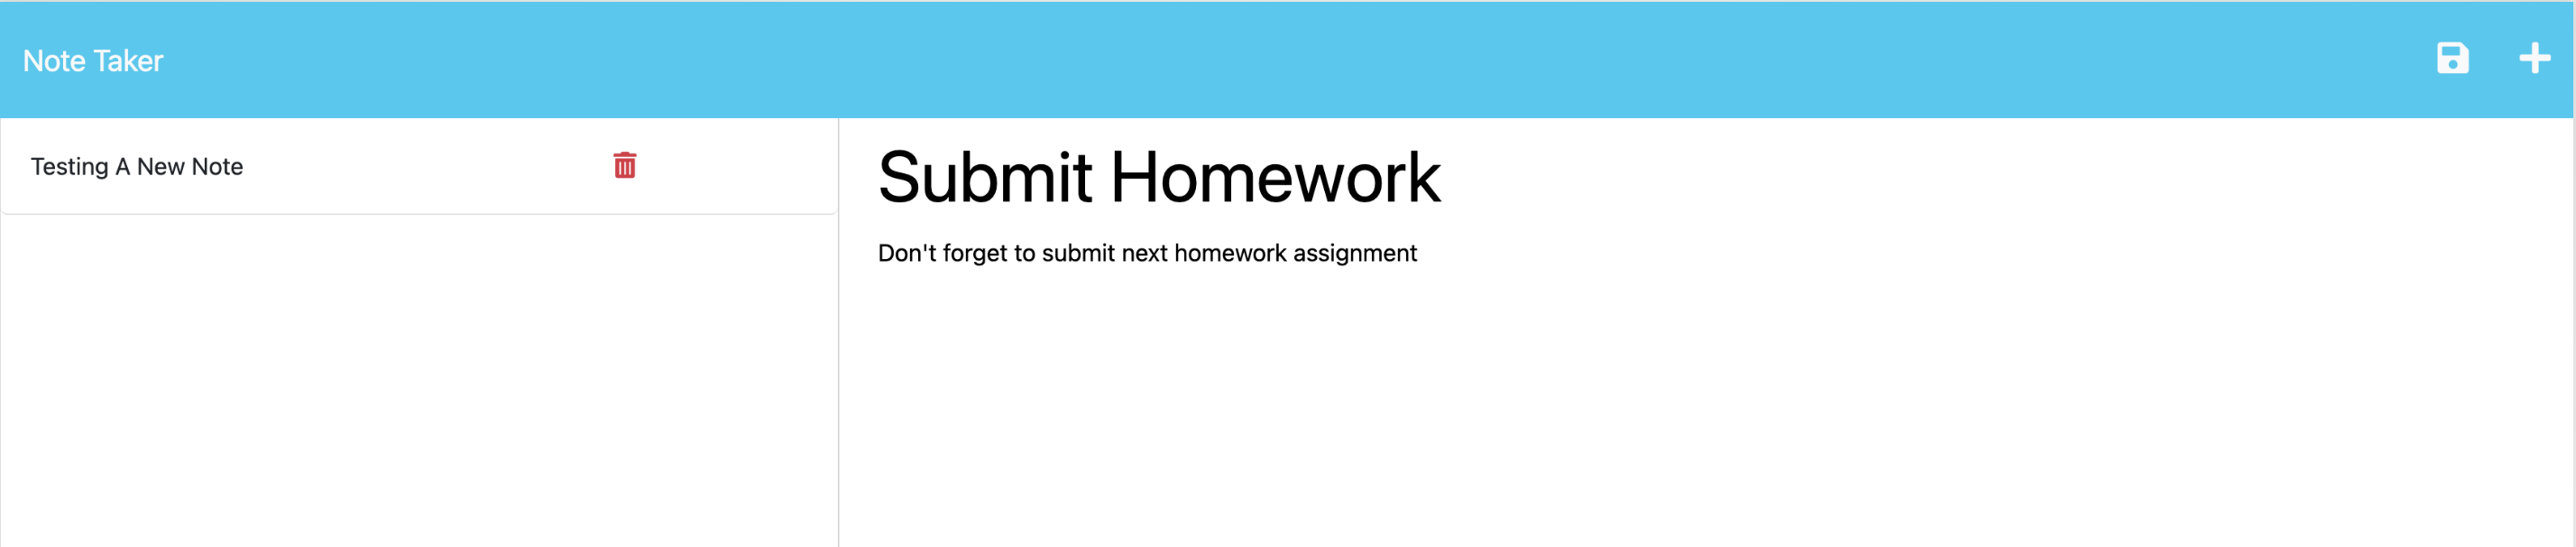 Note Taker
Testing A New Note
Submit Homework
Don't forget to submit next homework assignment